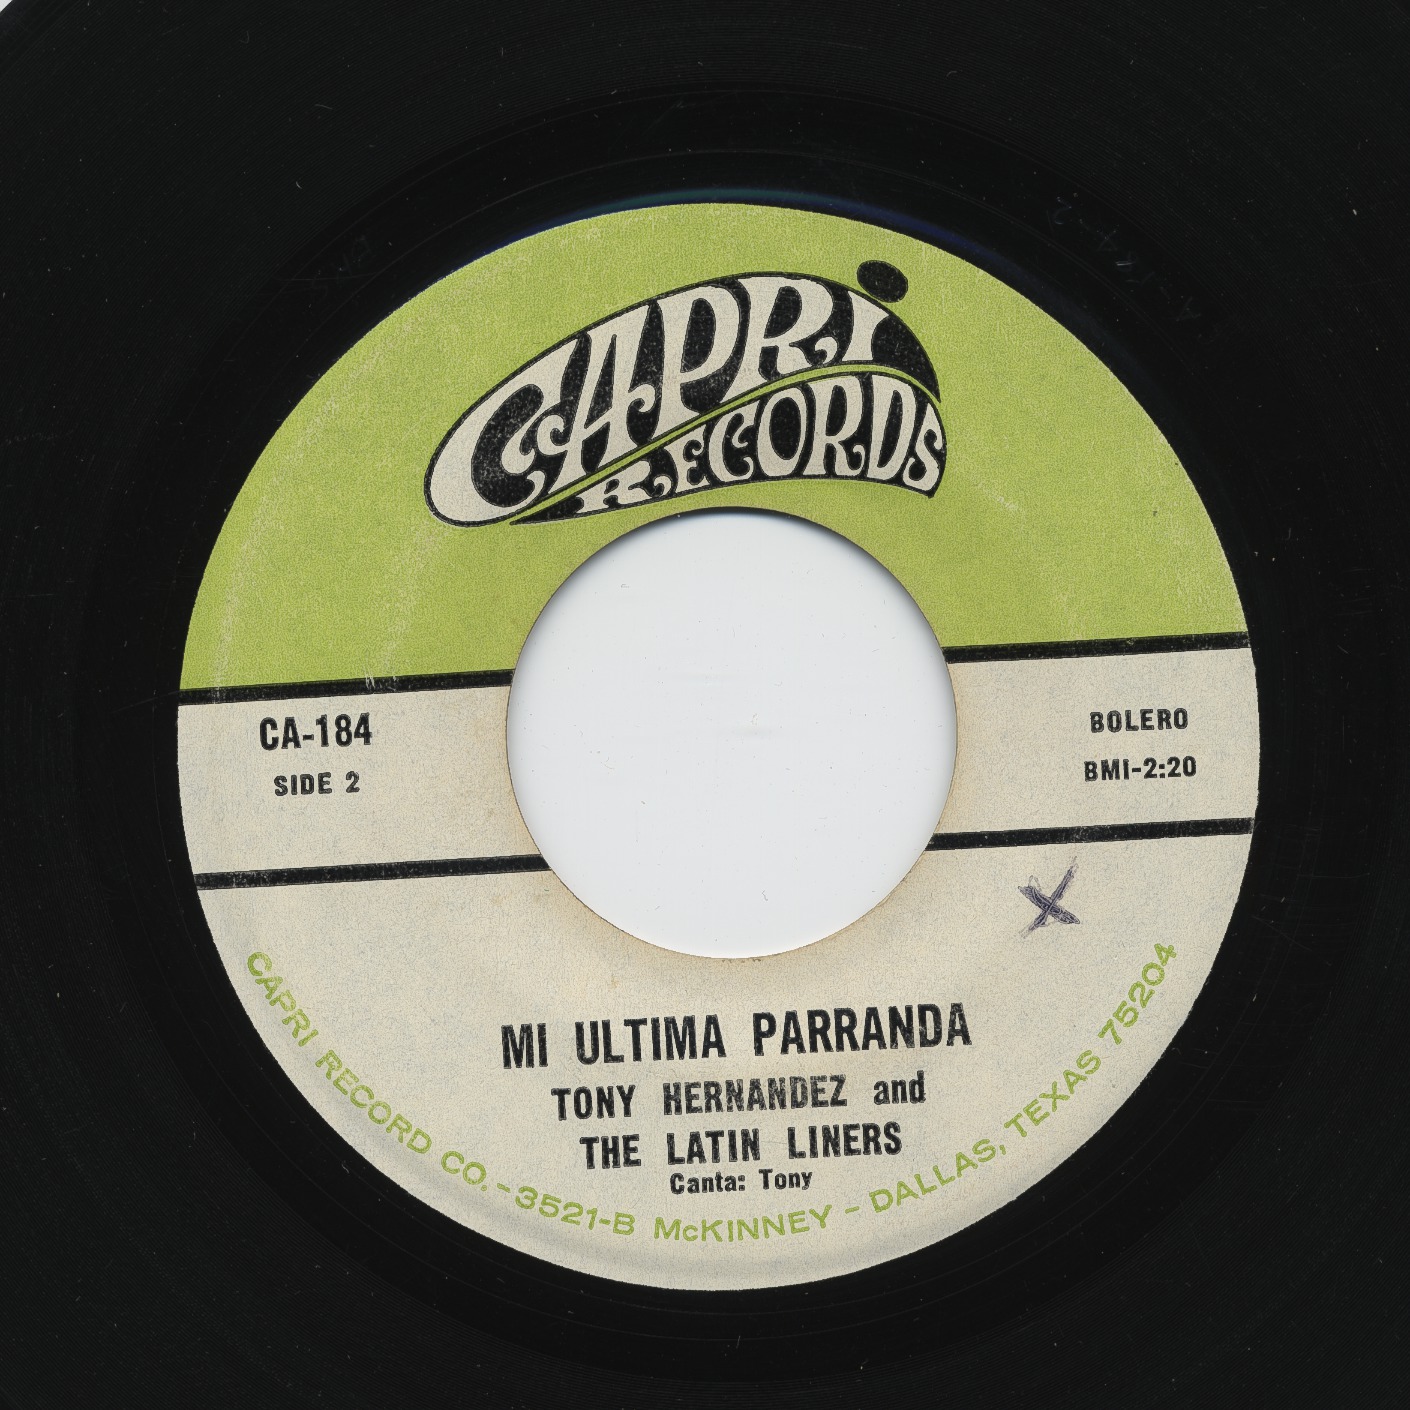 CAPRI
RECORDS
CA-184
SIDE 2
BOLERO
BMI-2:20
X
MI ULTIMA PARRANDA
TONY HERNANDEZ and
THE LATIN LINERS
Canta: Tony
CAPRI RECORD CO. - 3521-B McKINNEY - DALLAS, TEXAS 75204